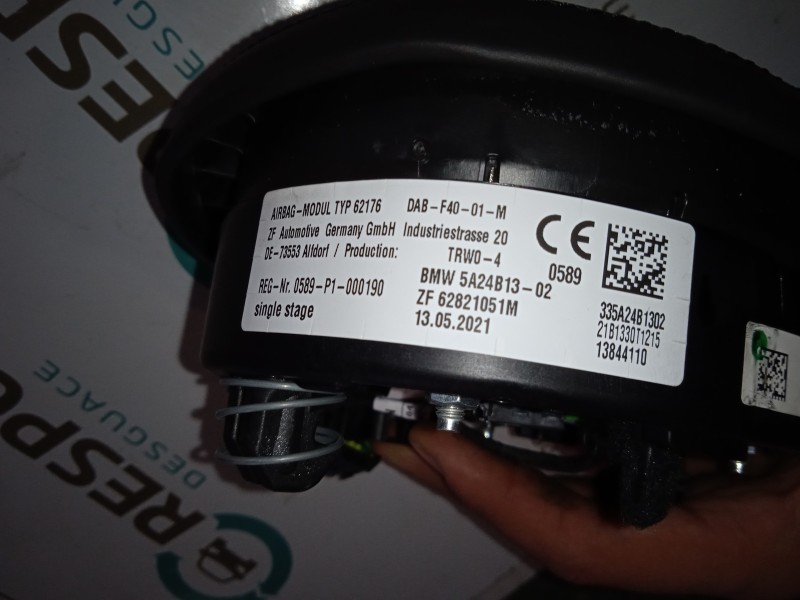 AIRBAG-MODUL TYP 62176 DAB-F40-01-M
ZF Automotive Germany GmbH Industriestrasse 20
DE-73553 Alfdorf / Production: TRW0-4
REG-Nr. 0589-P1-000190 BMW 5A24B13-02
single stage ZF 62821051M
13.05.2021
CE
0589
335A24B1302
21B1330T1215
13844110
DESGUACE
RESPO
DESGUACE